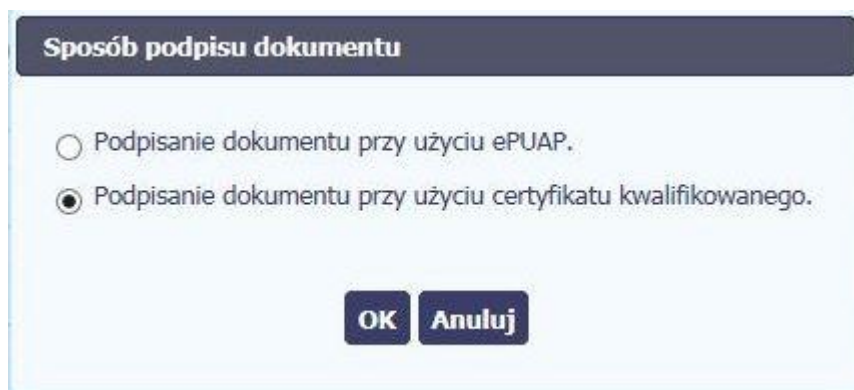 Sposób podpisu dokumentu
Podpisanie dokumentu przy użyciu ePUAP.
Podpisanie dokumentu przy użyciu certyfikatu kwalifikowanego.
OK Anuluj